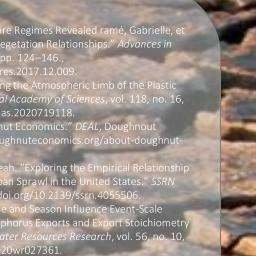 re Regimes Revealed ramé, Gabrielle, et
egetation Relationships." Advances in
pp. 124–146.,
res.2017.12.009.
ng the Atmospheric Limb of the Plastic
al Academy of Sciences, vol. 118, no. 16,
as.2020719118.
nut Economics." DEAL, Doughnout
ughnuteconomics.org/about-doughnut-
eah. "Exploring the Empirical Relationship
ban Sprawl in the United States." SSRN
doi.org/10.2139/ssrn.4055506.
e and Season Influence Event-Scale
phorus Exports and Export Stoichiometry
ater Resources Research, vol. 56, no. 10,
20wr027361.